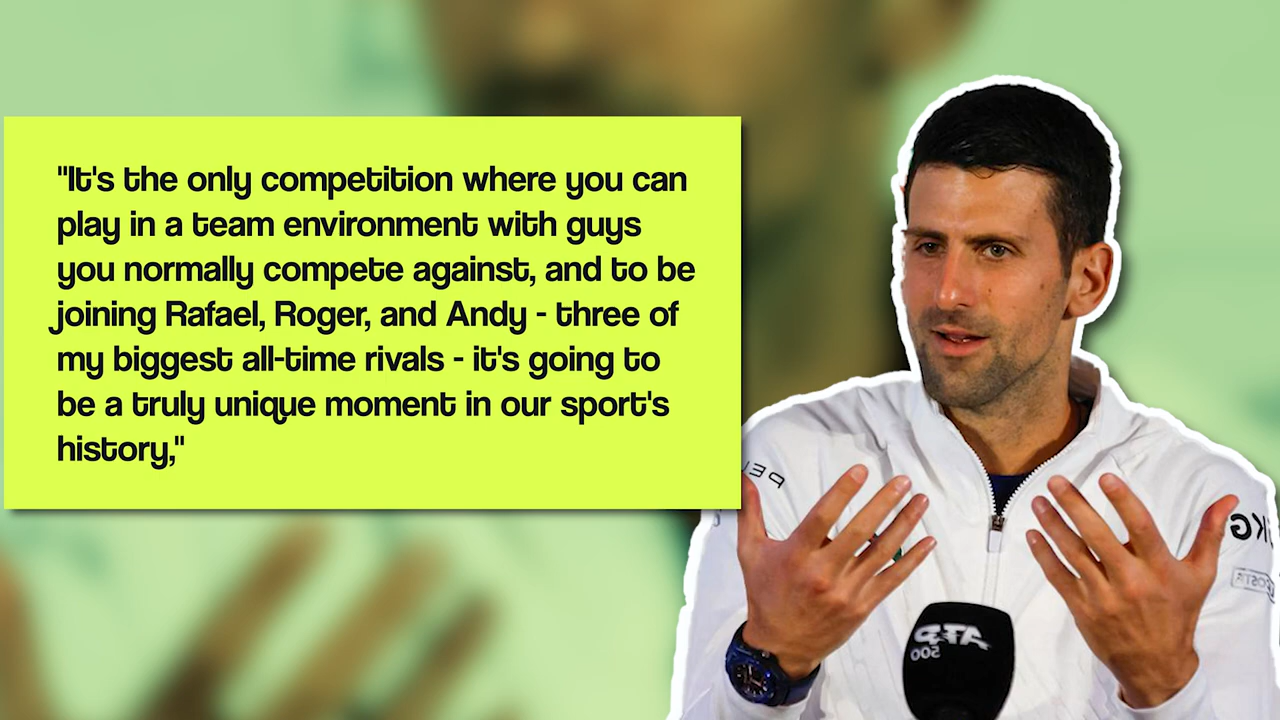 "It's the only competition where you can
play in a team environment with guys
you normally compete against, and to be
joining Rafael, Roger, and Andy - three of
my biggest all-time rivals - it's going to
be a truly unique moment in our sport's
history,"
ATP
500